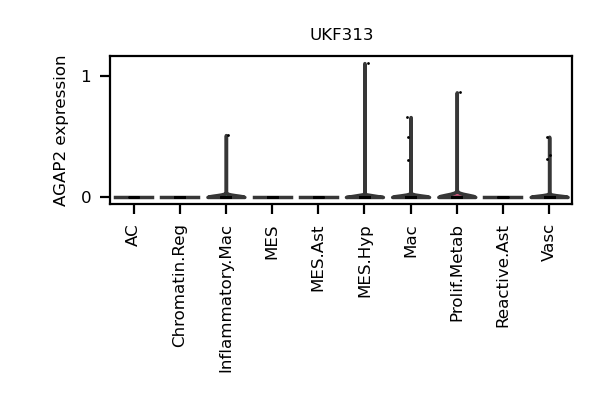 UKF313
AGAP2 expression
1
0
AC
Chromatin.Reg
Inflammatory.Mac
MES
MES.Ast
MES.Hyp
Mac
Prolif.Metab
Reactive.Ast
Vasc